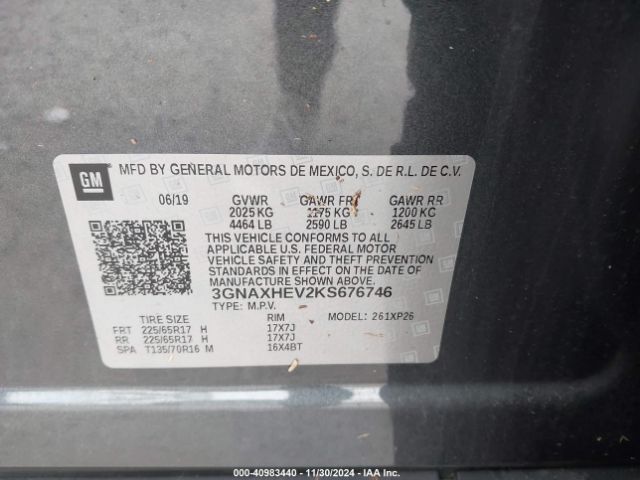 GM MFD BY GENERAL MOTORS DE MEXICO, S. DE R.L. DE C.V.
06/19 GVWR GAWR FRT GAWR RR
2025 KG 1175 KG 1200 KG
4464 LB 2590 LB 2645 LB
THIS VEHICLE CONFORMS TO ALL
APPLICABLE U.S. FEDERAL MOTOR
VEHICLE SAFETY AND THEFT PREVENTION
STANDARDS IN EFFECT ON THE DATE OF
MANUFACTURE SHOWN ABOVE.
3GNAXHEV2KS676746
TYPE: M.P.V.
TIRE SIZE RIM MODEL: 261XP26
FRT 225/65R17 H 17X7J
RR 225/65R17 H 17X7J
SPA T135/70R16 M 16X4BT
000-40983440 - 11/30/2024 - IAA Inc.